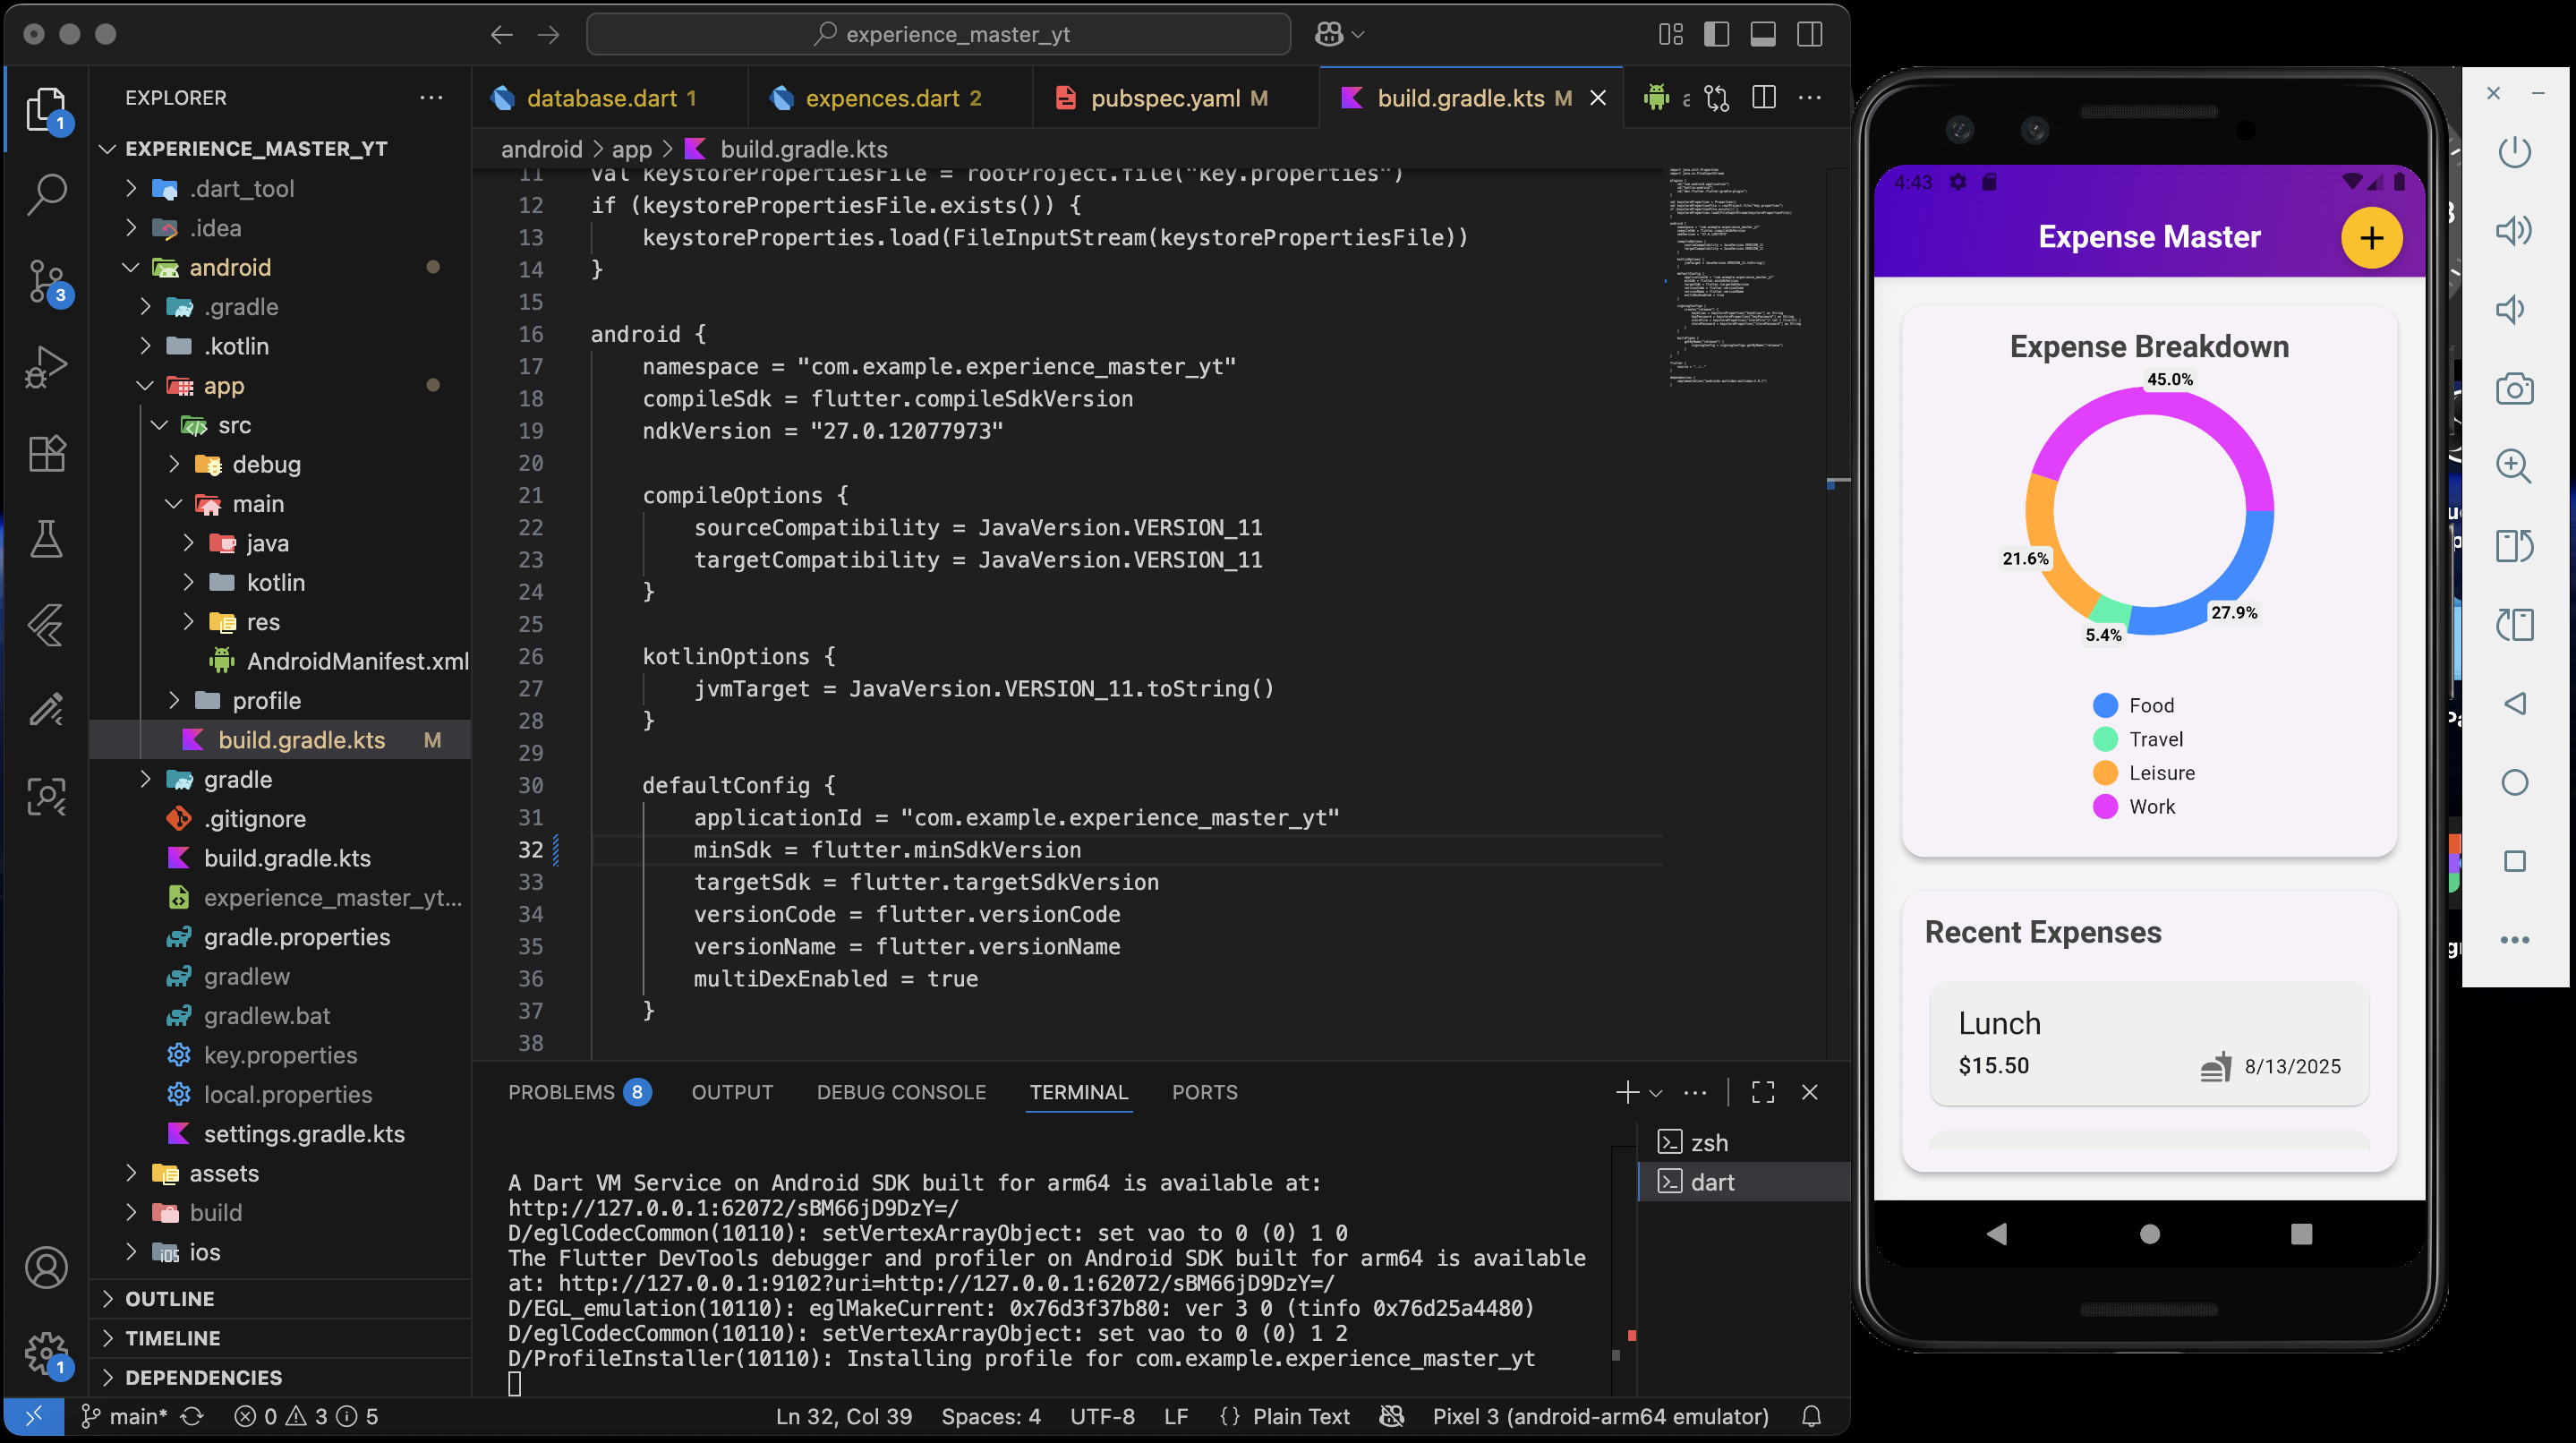 experience_master_yt
EXPLORER
EXPERIENCE_MASTER_YT
.dart_tool
.idea
android
.gradle
.kotlin
app
src
debug
main
java
kotlin
res
AndroidManifest.xml
profile
build.gradle.kts M
gradle
.gitignore
build.gradle.kts
experience_master_yt...
gradle.properties
gradlew
gradlew.bat
key.properties
local.properties
settings.gradle.kts
assets
build
ios
OUTLINE
TIMELINE
DEPENDENCIES
1
3
1
database.dart 1
expences.dart 2
pubspec.yaml M
build.gradle.kts M
android > app > build.gradle.kts
11 val keystorePropertiesFile = rootProject.file("key.properties")
12 if (keystorePropertiesFile.exists()) {
13 keystoreProperties.load(FileInputStream(keystorePropertiesFile))
14 }
15
16 android {
17 namespace = "com.example.experience_master_yt"
18 compileSdk = flutter.compileSdkVersion
19 ndkVersion = "27.0.12077973"
20
21 compileOptions {
22 sourceCompatibility = JavaVersion.VERSION_11
23 targetCompatibility = JavaVersion.VERSION_11
24 }
25
26 kotlinOptions {
27 jvmTarget = JavaVersion.VERSION_11.toString()
28 }
29
30 defaultConfig {
31 applicationId = "com.example.experience_master_yt"
32 minSdk = flutter.minSdkVersion
33 targetSdk = flutter.targetSdkVersion
34 versionCode = flutter.versionCode
35 versionName = flutter.versionName
36 multiDexEnabled = true
37 }
38
PROBLEMS 8 OUTPUT DEBUG CONSOLE TERMINAL PORTS
A Dart VM Service on Android SDK built for arm64 is available at:
http://127.0.0.1:62072/sBM66jD9DzY=/
D/eglCodecCommon(10110): setVertexArrayObject: set vao to 0 (0) 1 0
The Flutter DevTools debugger and profiler on Android SDK built for arm64 is available
at: http://127.0.0.1:9102?uri=http://127.0.0.1:62072/sBM66jD9DzY=/
D/EGL_emulation(10110): eglMakeCurrent: 0x76d3f37b80: ver 3 0 (tinfo 0x76d25a4480)
D/eglCodecCommon(10110): setVertexArrayObject: set vao to 0 (0) 1 2
D/ProfileInstaller(10110): Installing profile for com.example.experience_master_yt
zsh
dart
main* 0 3 5
Ln 32, Col 39 Spaces: 4 UTF-8 LF {} Plain Text Pixel 3 (android-arm64 emulator)
4:43
Expense Master
Expense Breakdown
45.0%
21.6%
27.9%
5.4%
Food
Travel
Leisure
Work
Recent Expenses
Lunch
$15.50 8/13/2025